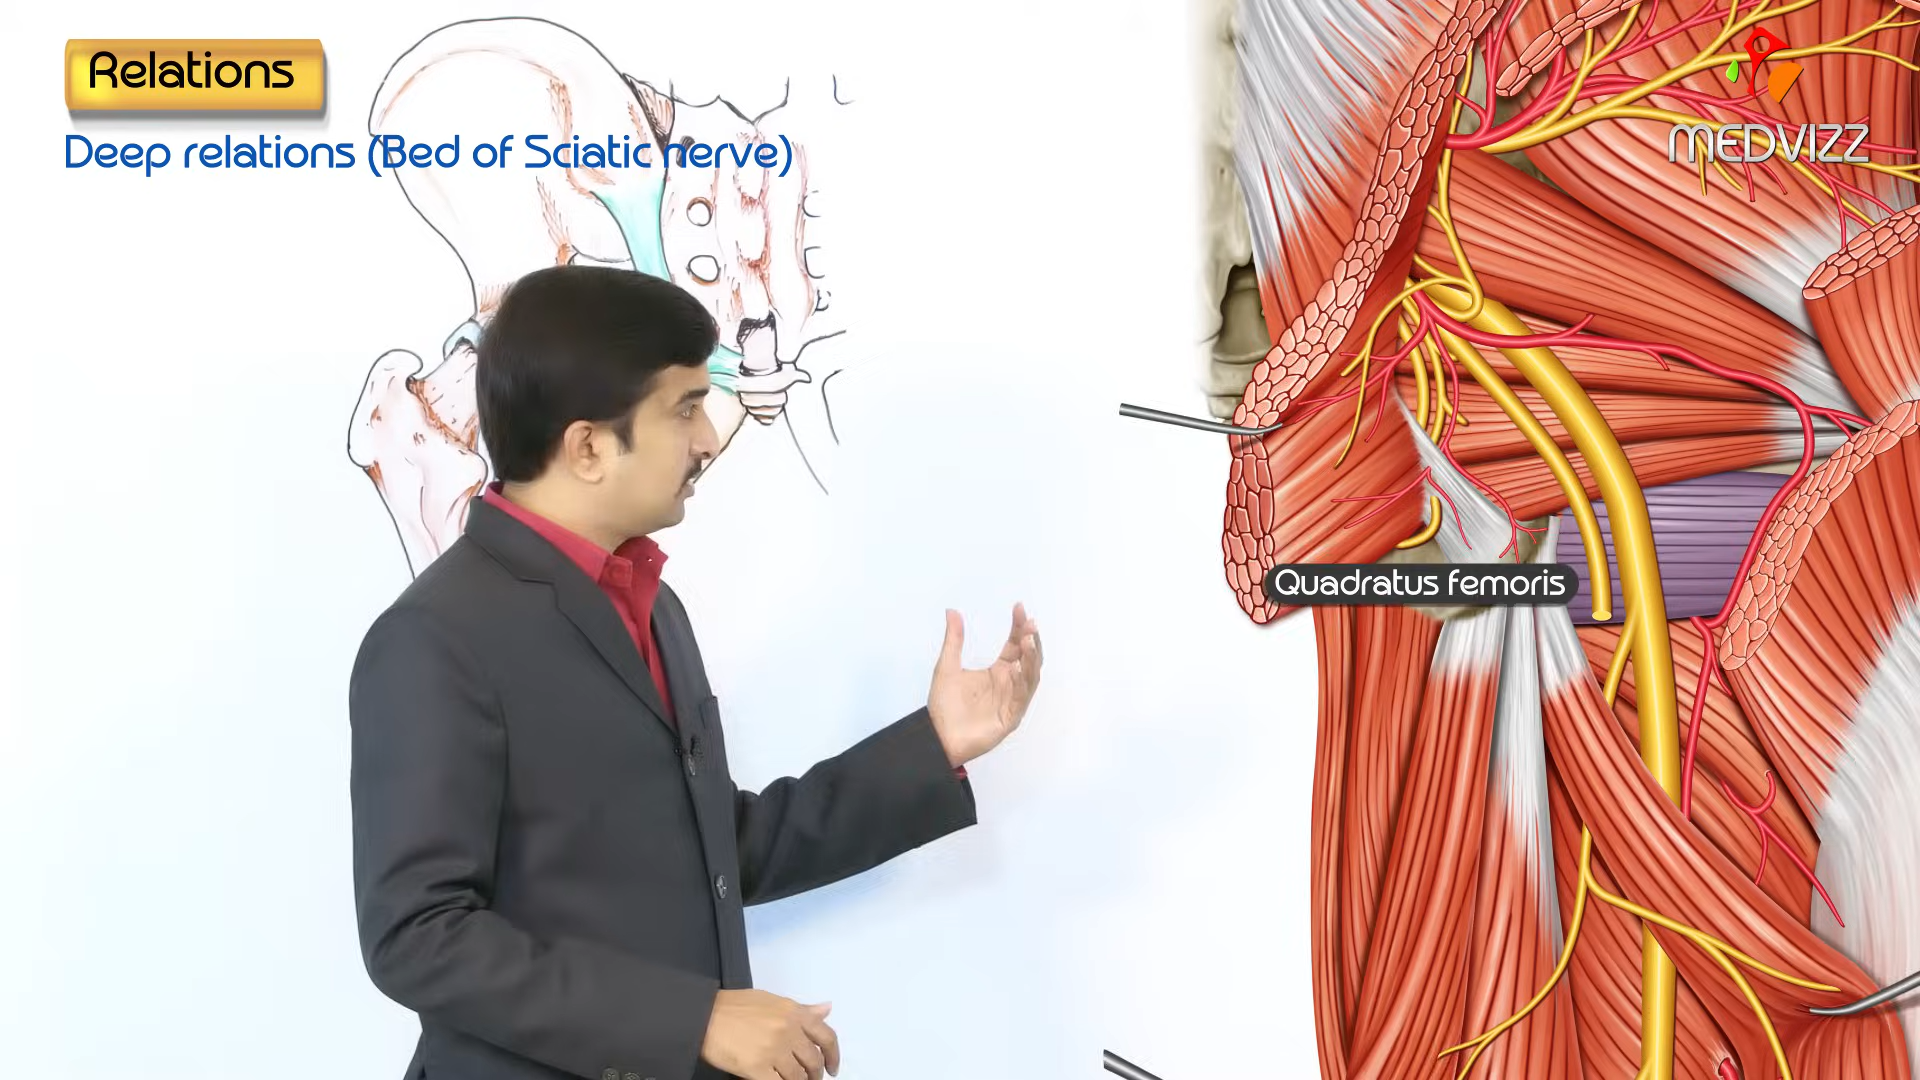 Relations
Deep relations (Bed of Sciatic nerve)
MEDVIZZ
Quadratus femoris